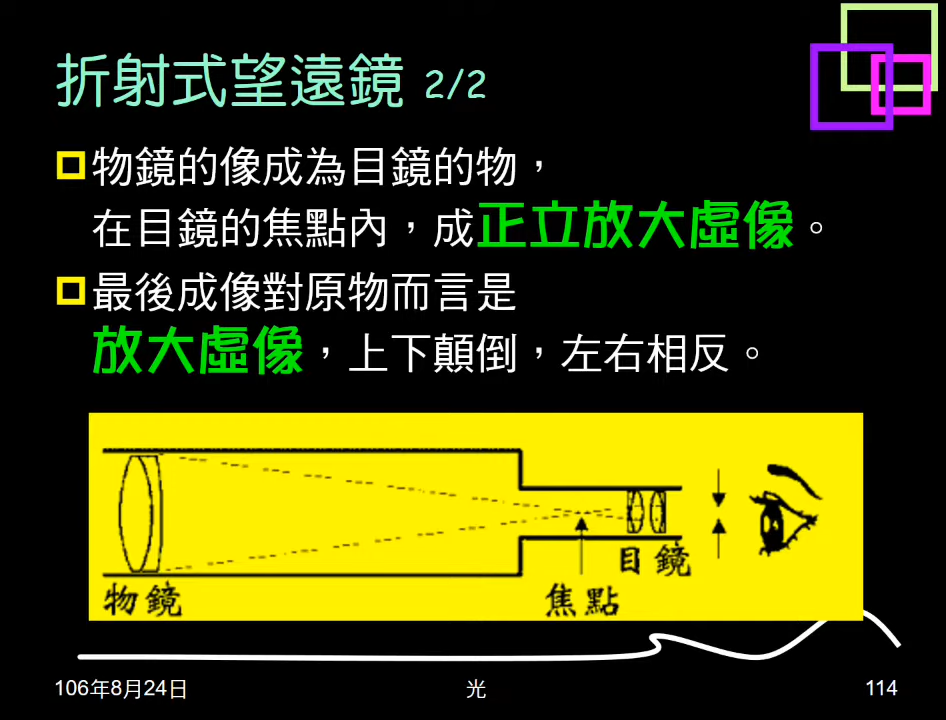 折射式望遠鏡 2/2
物鏡的像成為目鏡的物，
在目鏡的焦點內，成正立放大虛像。
最後成像對原物而言是
放大虛像，上下顛倒，左右相反。
目鏡
物鏡
焦點
106年8月24日
光
114